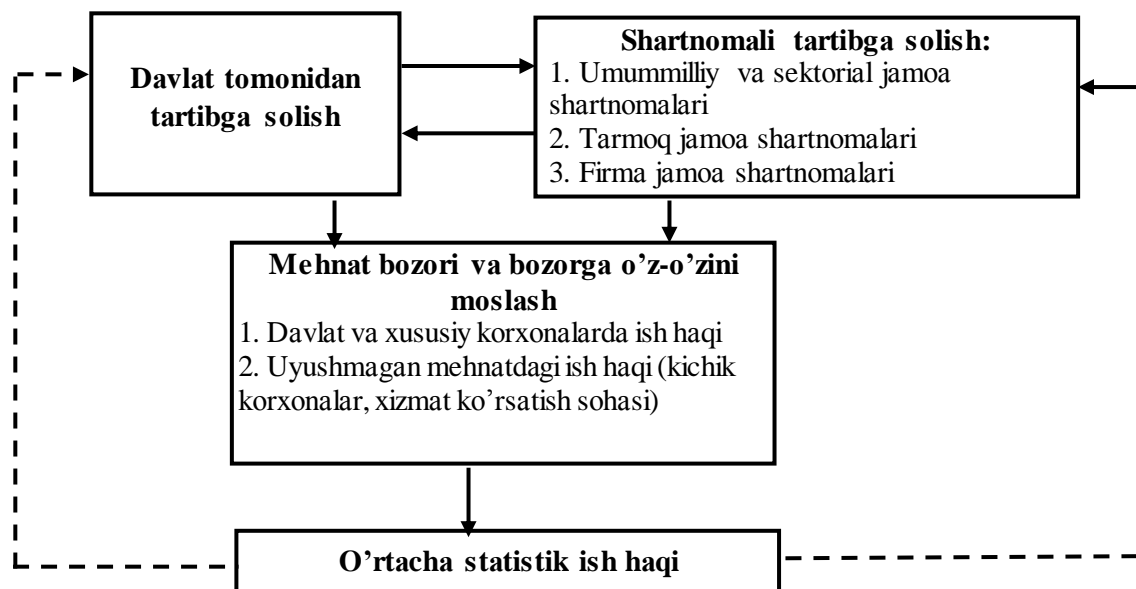 Davlat tomonidan
tartibga solish
Shartnomali tartibga solish:
1. Umummilliy va sektorial jamoa
shartnomalari
2. Tarmoq jamoa shartnomalari
3. Firma jamoa shartnomalari
Mehnat bozori va bozorga o’z-o’zini
moslash
1. Davlat va xususiy korxonalarda ish haqi
2. Uyushmagan mehnatdagi ish haqi (kichik
korxonalar, xizmat ko’rsatish sohasi)
O’rtacha statistik ish haqi